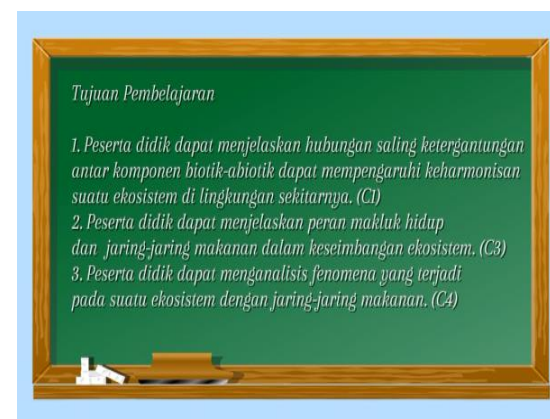 Tujuan Pembelajaran
1. Peserta didik dapat menjelaskan hubungan saling ketergantungan
antar komponen biotik-abiotik dapat mempengaruhi keharmonisan
suatu ekosistem di lingkungan sekitarnya. (C1)
2. Peserta didik dapat menjelaskan peran makluk hidup
dan jaring-jaring makanan dalam keseimbangan ekosistem. (C3)
3. Peserta didik dapat menganalisis fenomena yang terjadi
pada suatu ekosistem dengan jaring-jaring makanan. (C4)